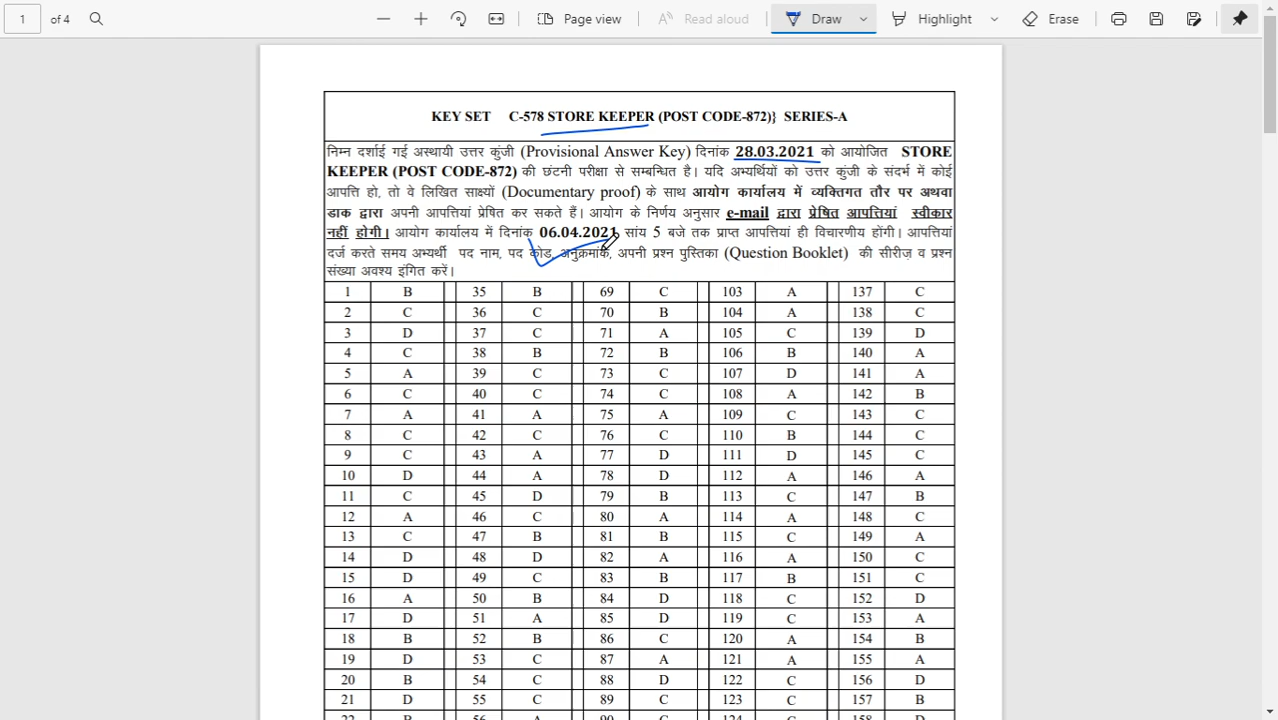 1 of 4 Page view Read aloud Draw Highlight Erase
KEY SET C-578 STORE KEEPER (POST CODE-872)} SERIES-A
निम्न दर्शाई गई अस्थायी उत्तर कुंजी (Provisional Answer Key) दिनांक 28.03.2021 को आयोजित STORE
KEEPER (POST CODE-872) की छंटनी परीक्षा से सम्बन्धित है। यदि अभ्यर्थियों को उत्तर कुंजी के संदर्भ में कोई
आपत्ति हो, तो वे लिखित साक्ष्यों (Documentary proof) के साथ आयोग कार्यालय में व्यक्तिगत तौर पर अथवा
डाक द्वारा अपनी आपत्तियां प्रेषित कर सकते हैं। आयोग के निर्णय अनुसार e-mail द्वारा प्रेषित आपत्तियां स्वीकार
नहीं होगी। आयोग कार्यालय में दिनांक 06.04.2021 सांय 5 बजे तक प्राप्त आपत्तियां ही विचारणीय होंगी। आपत्तियां
दर्ज करते समय अभ्यर्थी पद नाम, पद कोड, अनुक्रमांक, अपनी प्रश्न पुस्तिका (Question Booklet) की सीरीज़ व प्रश्न
संख्या अवश्य इंगित करें।
1 B 35 B 69 C 103 A 137 C
2 C 36 C 70 B 104 A 138 C
3 D 37 C 71 A 105 C 139 D
4 C 38 B 72 B 106 B 140 A
5 A 39 C 73 C 107 D 141 A
6 C 40 C 74 C 108 A 142 B
7 A 41 A 75 A 109 C 143 C
8 C 42 C 76 C 110 B 144 C
9 C 43 A 77 D 111 D 145 C
10 D 44 A 78 D 112 A 146 A
11 C 45 D 79 B 113 C 147 B
12 A 46 C 80 A 114 A 148 C
13 C 47 B 81 B 115 C 149 A
14 D 48 D 82 A 116 A 150 C
15 D 49 C 83 B 117 B 151 C
16 A 50 B 84 D 118 C 152 D
17 D 51 A 85 D 119 C 153 A
18 B 52 B 86 C 120 A 154 B
19 D 53 C 87 A 121 A 155 A
20 B 54 C 88 D 122 C 156 D
21 D 55 C 89 C 123 C 157 B
22 B 56 A 90 C 124 C 158 D